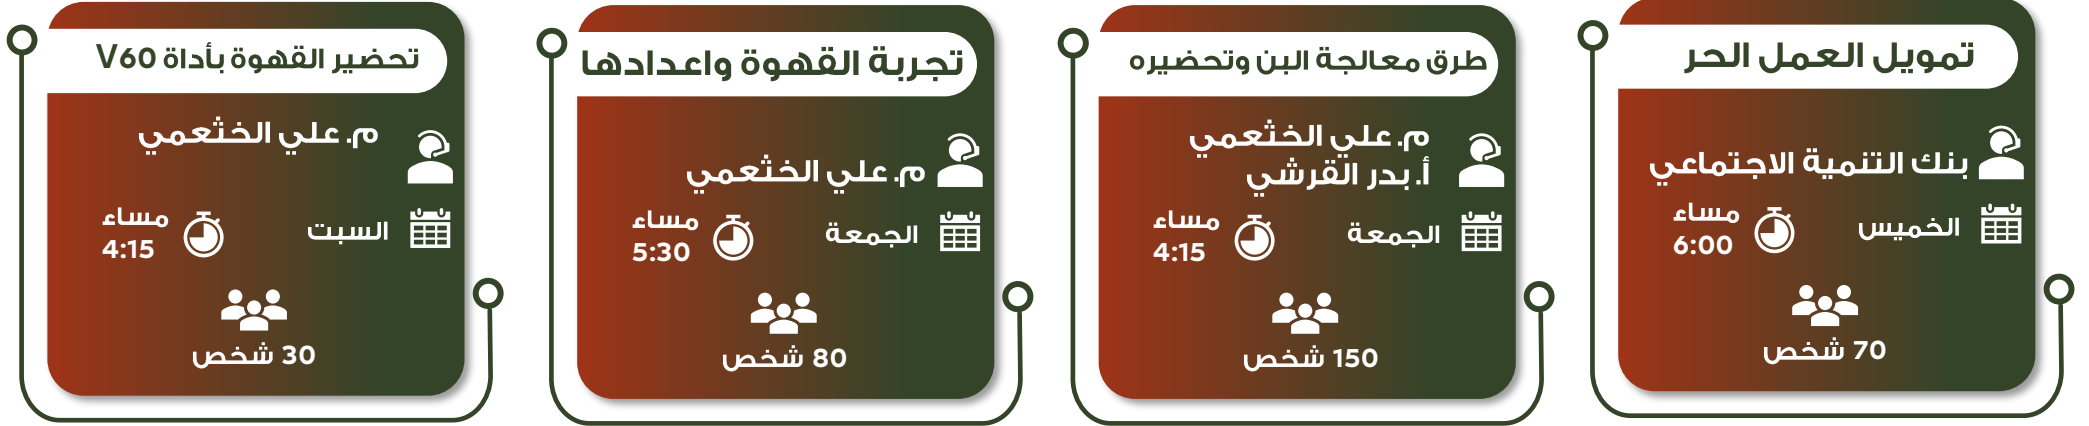 تمويل العمل الحر
بنك التنمية الاجتماعي
الخميس
مساء
6:00
70 شخص
طرق معالجة البن وتحضيره
م. علي الخثعمي
أ. بدر القرشي
الجمعة
مساء
4:15
150 شخص
تجربة القهوة واعدادها
م. علي الخثعمي
الجمعة
مساء
5:30
80 شخص
تحضير القهوة بأداة V60
م. علي الخثعمي
السبت
مساء
4:15
30 شخص